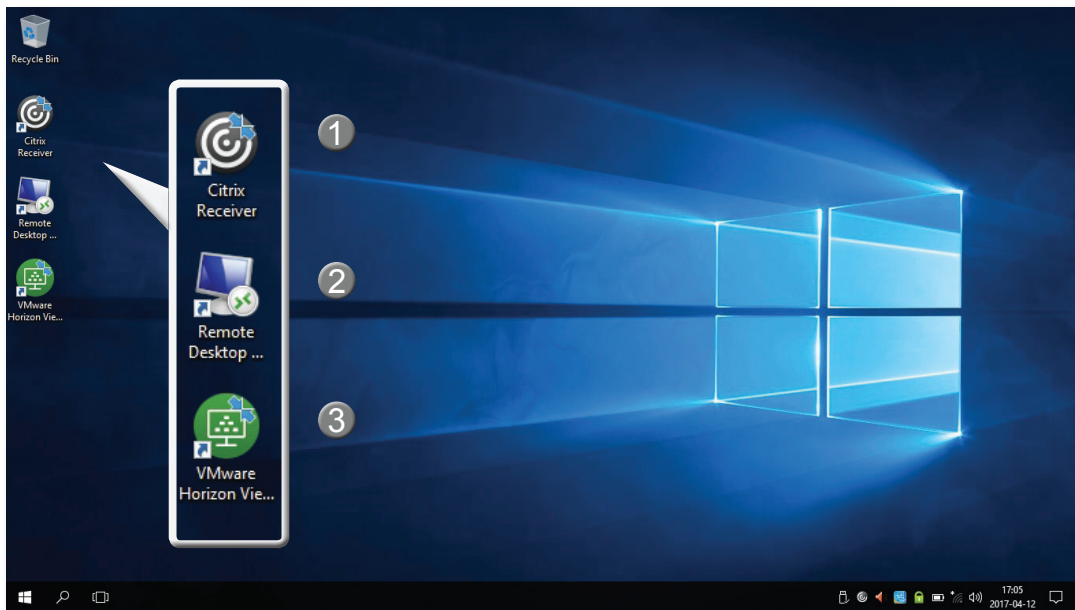 Recycle Bin
Citrix
Receiver
Remote
Desktop ...
VMware
Horizon Vie...
1
Citrix
Receiver
2
Remote
Desktop ...
3
VMware
Horizon Vie...
17:05
2017-04-12